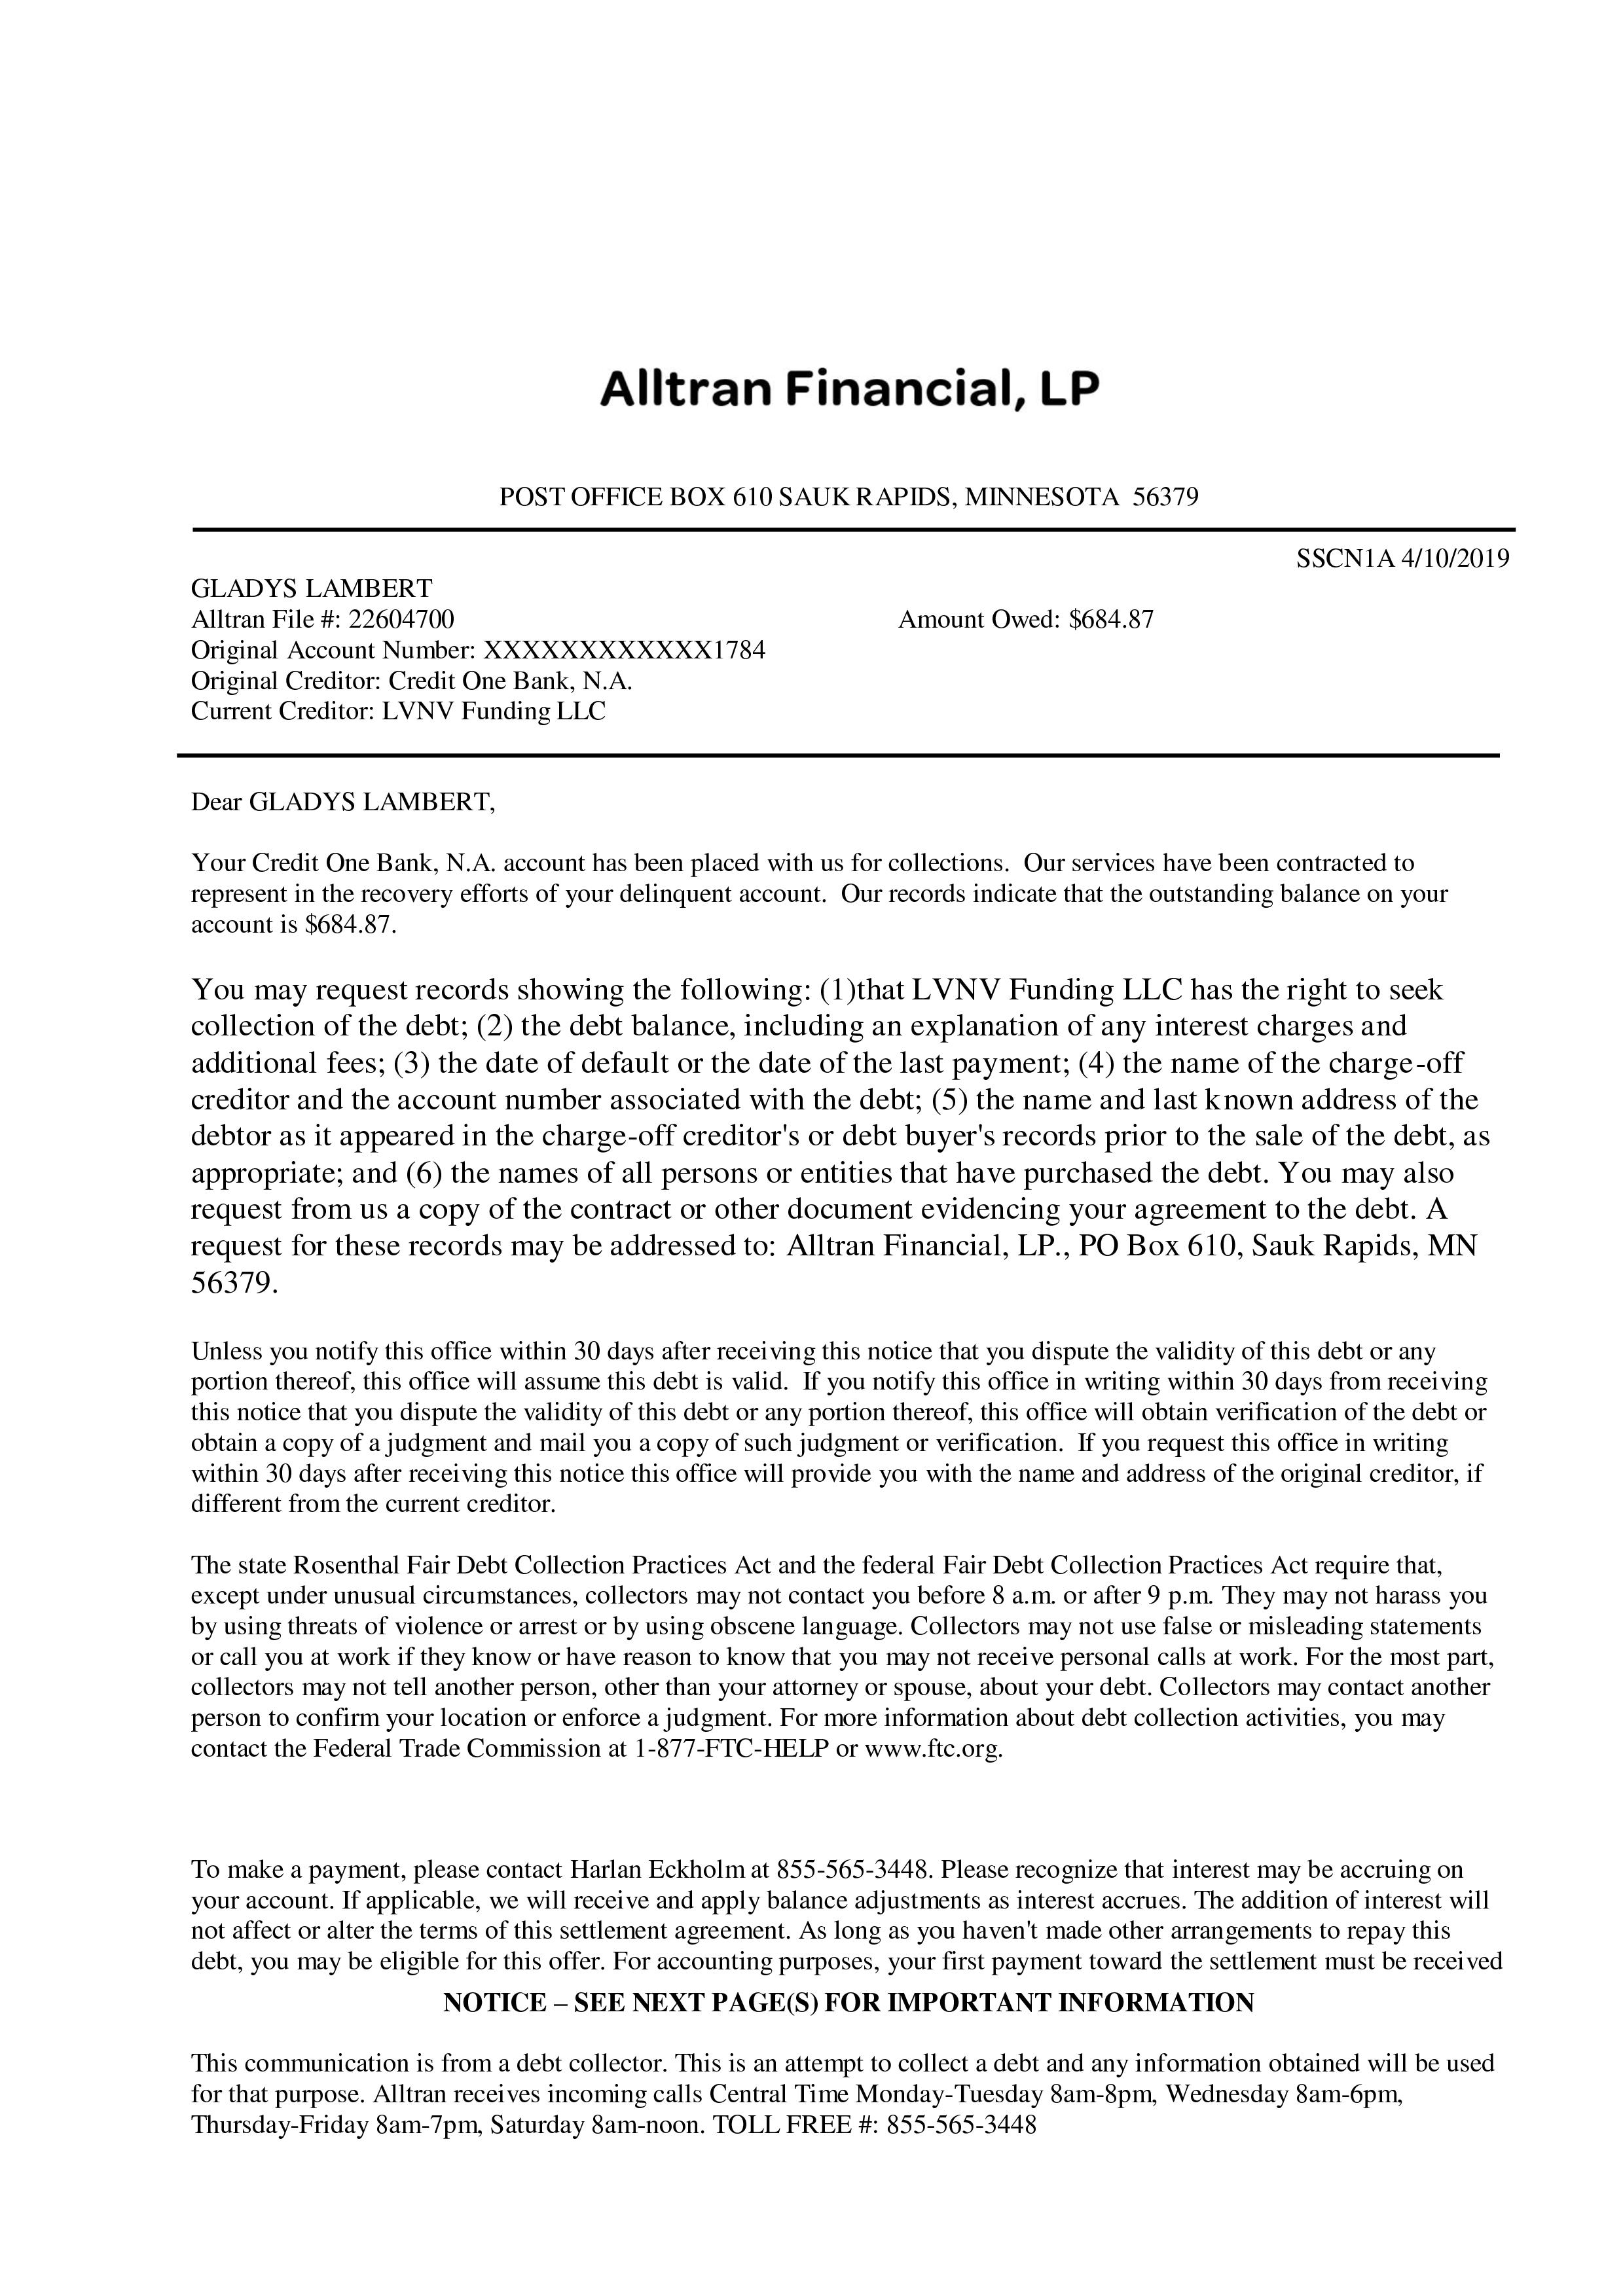 Alltran Financial, LP
POST OFFICE BOX 610 SAUK RAPIDS, MINNESOTA 56379
SSCN1A 4/10/2019
GLADYS LAMBERT
Alltran File #: 22604700 Amount Owed: $684.87
Original Account Number: XXXXXXXXXXXX1784
Original Creditor: Credit One Bank, N.A.
Current Creditor: LVNV Funding LLC
Dear GLADYS LAMBERT,
Your Credit One Bank, N.A. account has been placed with us for collections. Our services have been contracted to
represent in the recovery efforts of your delinquent account. Our records indicate that the outstanding balance on your
account is $684.87.
You may request records showing the following: (1)that LVNV Funding LLC has the right to seek
collection of the debt; (2) the debt balance, including an explanation of any interest charges and
additional fees; (3) the date of default or the date of the last payment; (4) the name of the charge-off
creditor and the account number associated with the debt; (5) the name and last known address of the
debtor as it appeared in the charge-off creditor's or debt buyer's records prior to the sale of the debt, as
appropriate; and (6) the names of all persons or entities that have purchased the debt. You may also
request from us a copy of the contract or other document evidencing your agreement to the debt. A
request for these records may be addressed to: Alltran Financial, LP., PO Box 610, Sauk Rapids, MN
56379.
Unless you notify this office within 30 days after receiving this notice that you dispute the validity of this debt or any
portion thereof, this office will assume this debt is valid. If you notify this office in writing within 30 days from receiving
this notice that you dispute the validity of this debt or any portion thereof, this office will obtain verification of the debt or
obtain a copy of a judgment and mail you a copy of such judgment or verification. If you request this office in writing
within 30 days after receiving this notice this office will provide you with the name and address of the original creditor, if
different from the current creditor.
The state Rosenthal Fair Debt Collection Practices Act and the federal Fair Debt Collection Practices Act require that,
except under unusual circumstances, collectors may not contact you before 8 a.m. or after 9 p.m. They may not harass you
by using threats of violence or arrest or by using obscene language. Collectors may not use false or misleading statements
or call you at work if they know or have reason to know that you may not receive personal calls at work. For the most part,
collectors may not tell another person, other than your attorney or spouse, about your debt. Collectors may contact another
person to confirm your location or enforce a judgment. For more information about debt collection activities, you may
contact the Federal Trade Commission at 1-877-FTC-HELP or www.ftc.org.
To make a payment, please contact Harlan Eckholm at 855-565-3448. Please recognize that interest may be accruing on
your account. If applicable, we will receive and apply balance adjustments as interest accrues. The addition of interest will
not affect or alter the terms of this settlement agreement. As long as you haven't made other arrangements to repay this
debt, you may be eligible for this offer. For accounting purposes, your first payment toward the settlement must be received
NOTICE – SEE NEXT PAGE(S) FOR IMPORTANT INFORMATION
This communication is from a debt collector. This is an attempt to collect a debt and any information obtained will be used
for that purpose. Alltran receives incoming calls Central Time Monday-Tuesday 8am-8pm, Wednesday 8am-6pm,
Thursday-Friday 8am-7pm, Saturday 8am-noon. TOLL FREE #: 855-565-3448